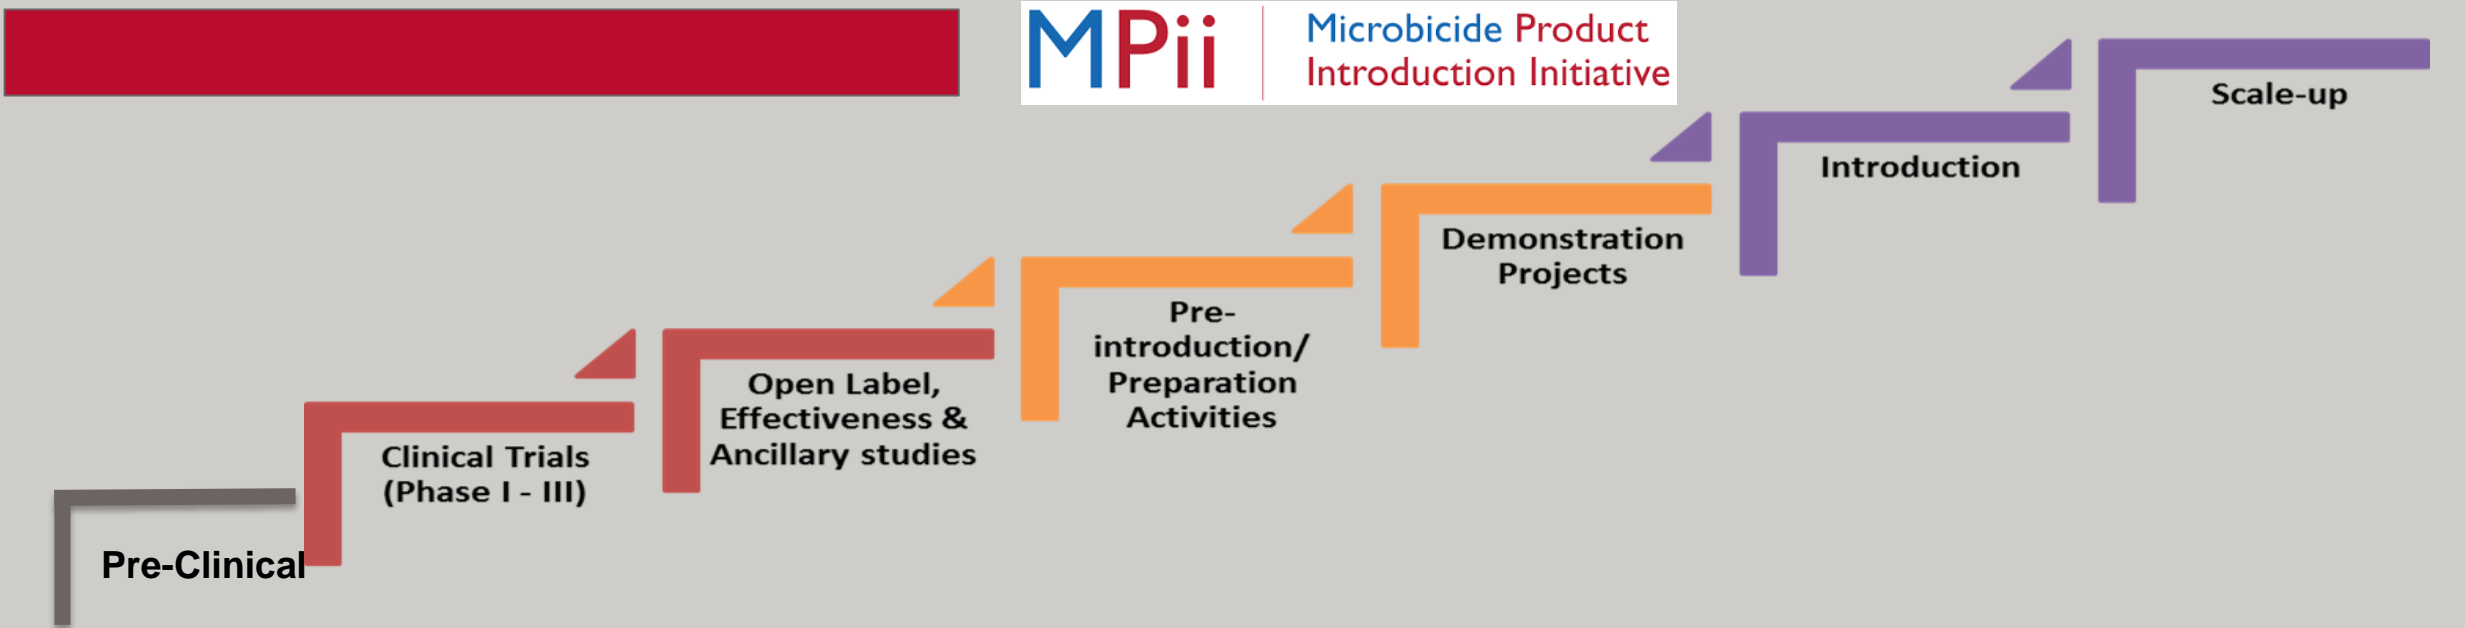 MPii
Microbicide Product
Introduction Initiative
Scale-up
Introduction
Demonstration
Projects
Pre-
introduction/
Preparation
Activities
Open Label,
Effectiveness &
Ancillary studies
Clinical Trials
(Phase I - III)
Pre-Clinical